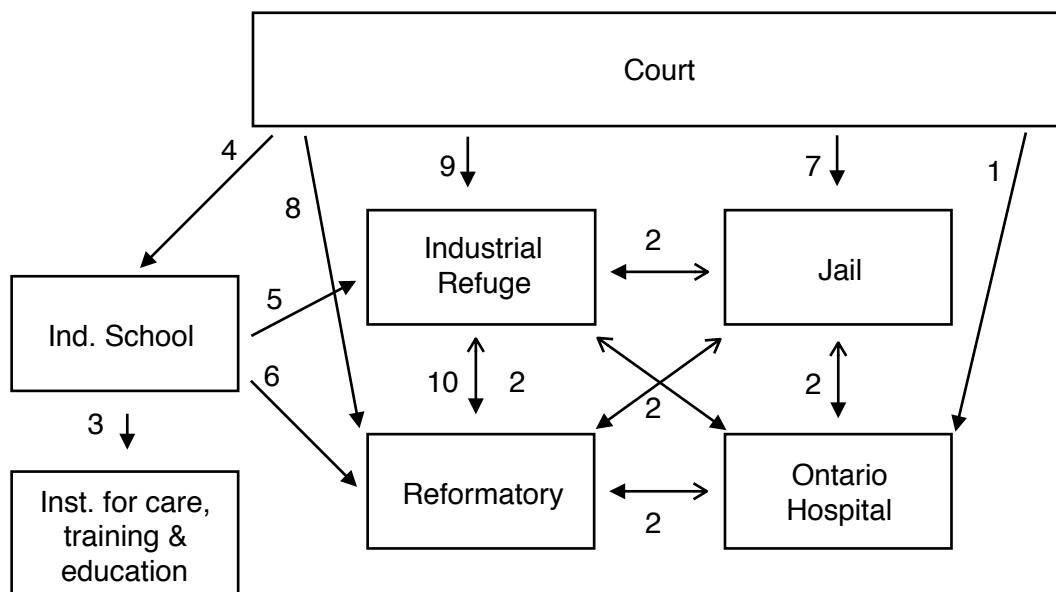 Court
4
9
7
1
8
Industrial
Refuge
2
Jail
Ind. School
5
6
10
2
2
2
3
Reformatory
Ontario
Hospital
2
Inst. for care,
training &
education